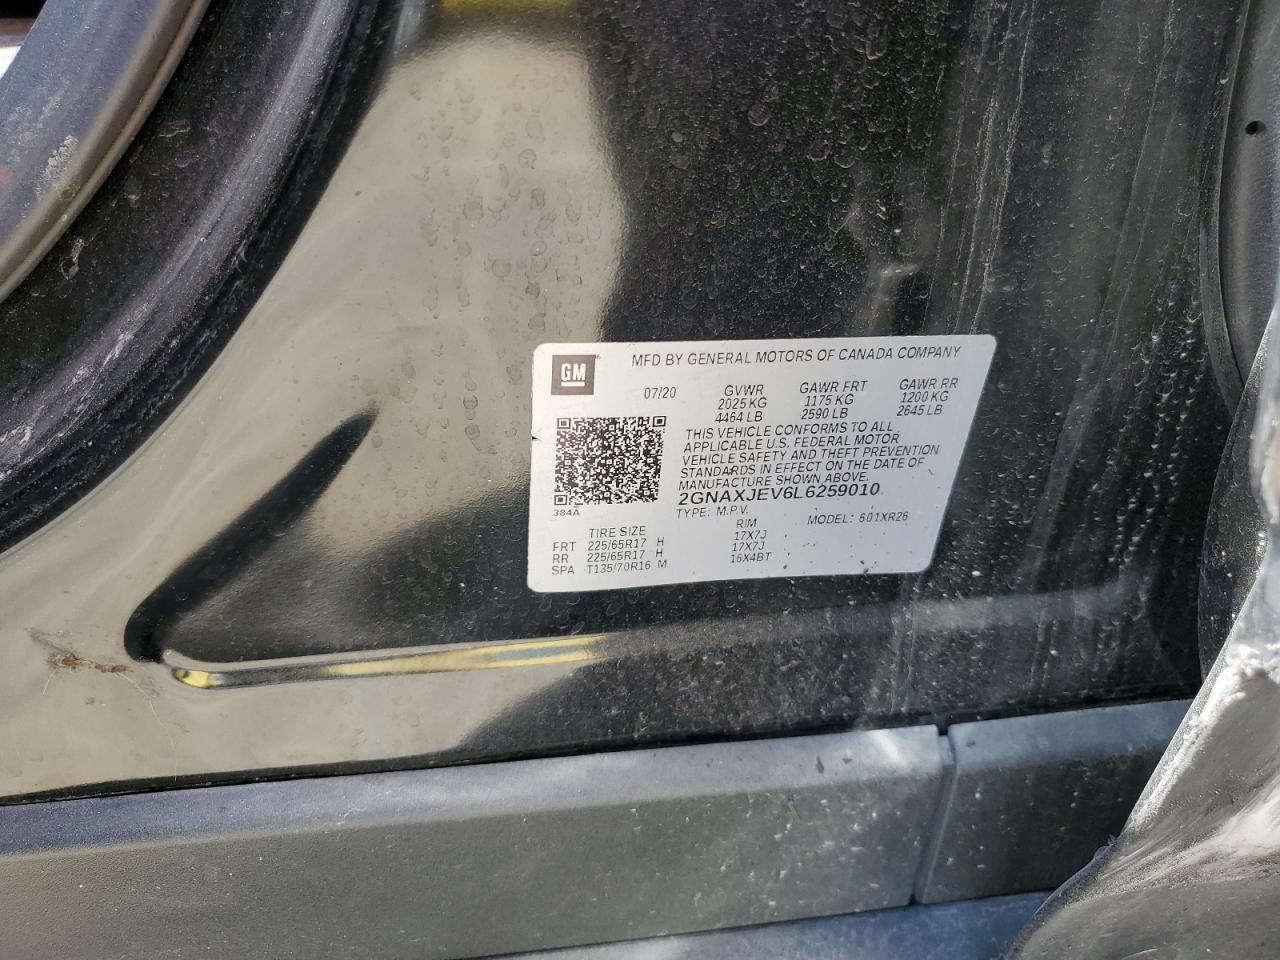 GM
MFD BY GENERAL MOTORS OF CANADA COMPANY
07/20 GVWR GAWR FRT GAWR RR
2025 KG 1175 KG 1200 KG
4464 LB 2590 LB 2645 LB
THIS VEHICLE CONFORMS TO ALL
APPLICABLE U.S. FEDERAL MOTOR
VEHICLE SAFETY AND THEFT PREVENTION
STANDARDS IN EFFECT ON THE DATE OF
MANUFACTURE SHOWN ABOVE.
2GNAXJEV6L6259010
384A TYPE: M.P.V. MODEL: 601XR26
TIRE SIZE RIM
FRT 225/65R17 H 17X7J
RR 225/65R17 H 17X7J
SPA T135/70R16 M 16X4BT